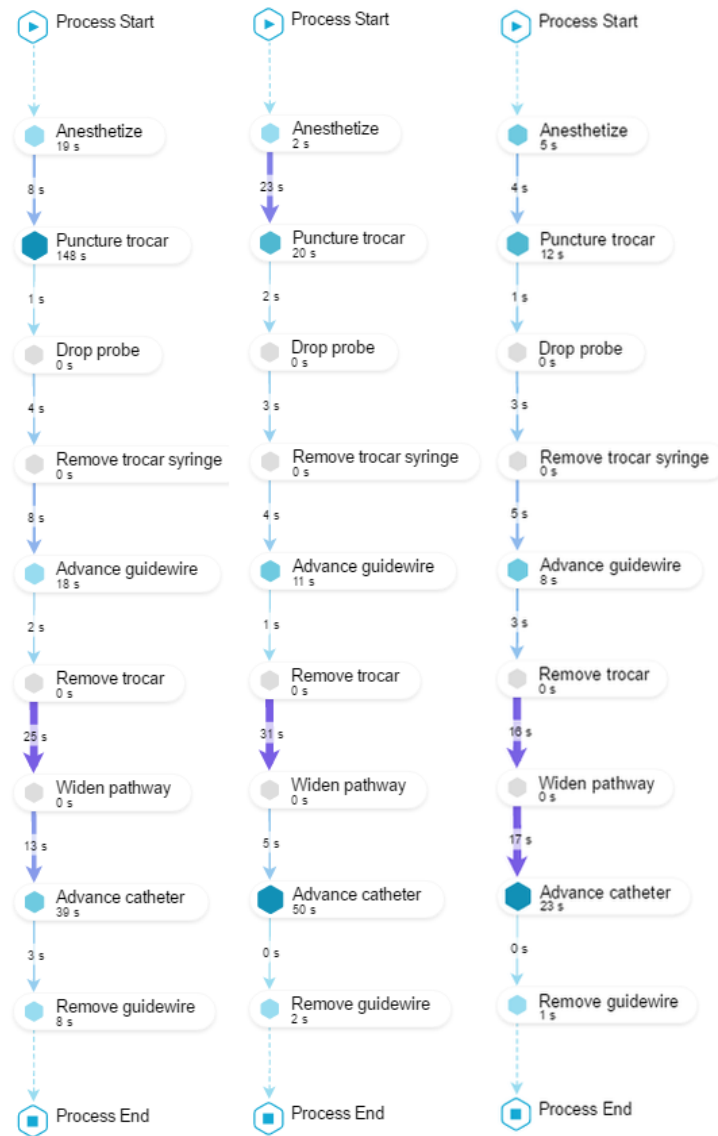 Process Start
Anesthetize
19 s
8 s
Puncture trocar
148 s
1 s
Drop probe
0 s
4 s
Remove trocar syringe
0 s
8 s
Advance guidewire
18 s
2 s
Remove trocar
0 s
25 s
Widen pathway
0 s
13 s
Advance catheter
39 s
3 s
Remove guidewire
8 s
Process End
Process Start
Anesthetize
2 s
23 s
Puncture trocar
20 s
2 s
Drop probe
0 s
3 s
Remove trocar syringe
0 s
4 s
Advance guidewire
11 s
1 s
Remove trocar
0 s
31 s
Widen pathway
0 s
5 s
Advance catheter
50 s
0 s
Remove guidewire
2 s
Process End
Process Start
Anesthetize
5 s
4 s
Puncture trocar
12 s
1 s
Drop probe
0 s
3 s
Remove trocar syringe
0 s
5 s
Advance guidewire
8 s
3 s
Remove trocar
0 s
16 s
Widen pathway
0 s
17 s
Advance catheter
23 s
0 s
Remove guidewire
1 s
Process End